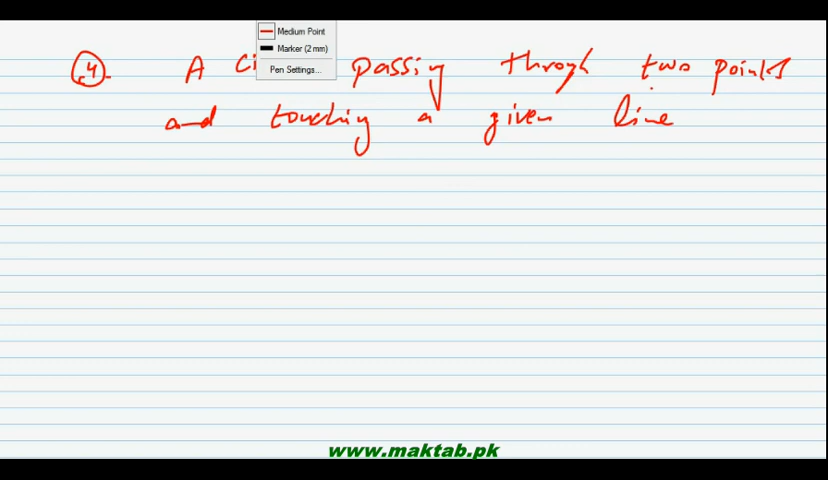 Medium Point
Marker (2 mm)
Pen Settings...
4. A passing through two points
and touching a given line
www.maktab.pk